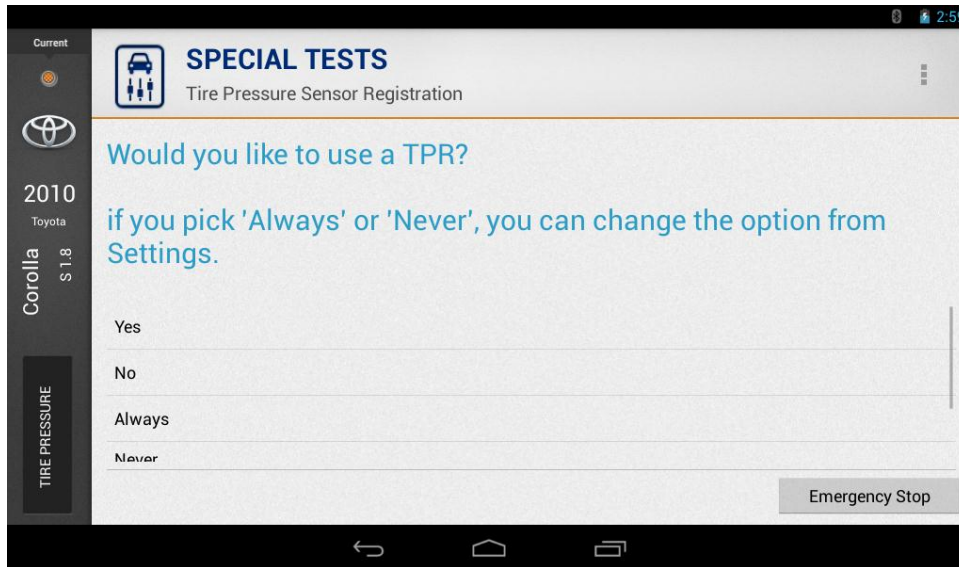 2:59
Current
SPECIAL TESTS
Tire Pressure Sensor Registration
2010
Toyota
Corolla
S 1.8
TIRE PRESSURE
Would you like to use a TPR?
if you pick 'Always' or 'Never', you can change the option from
Settings.
Yes
No
Always
Never
Emergency Stop